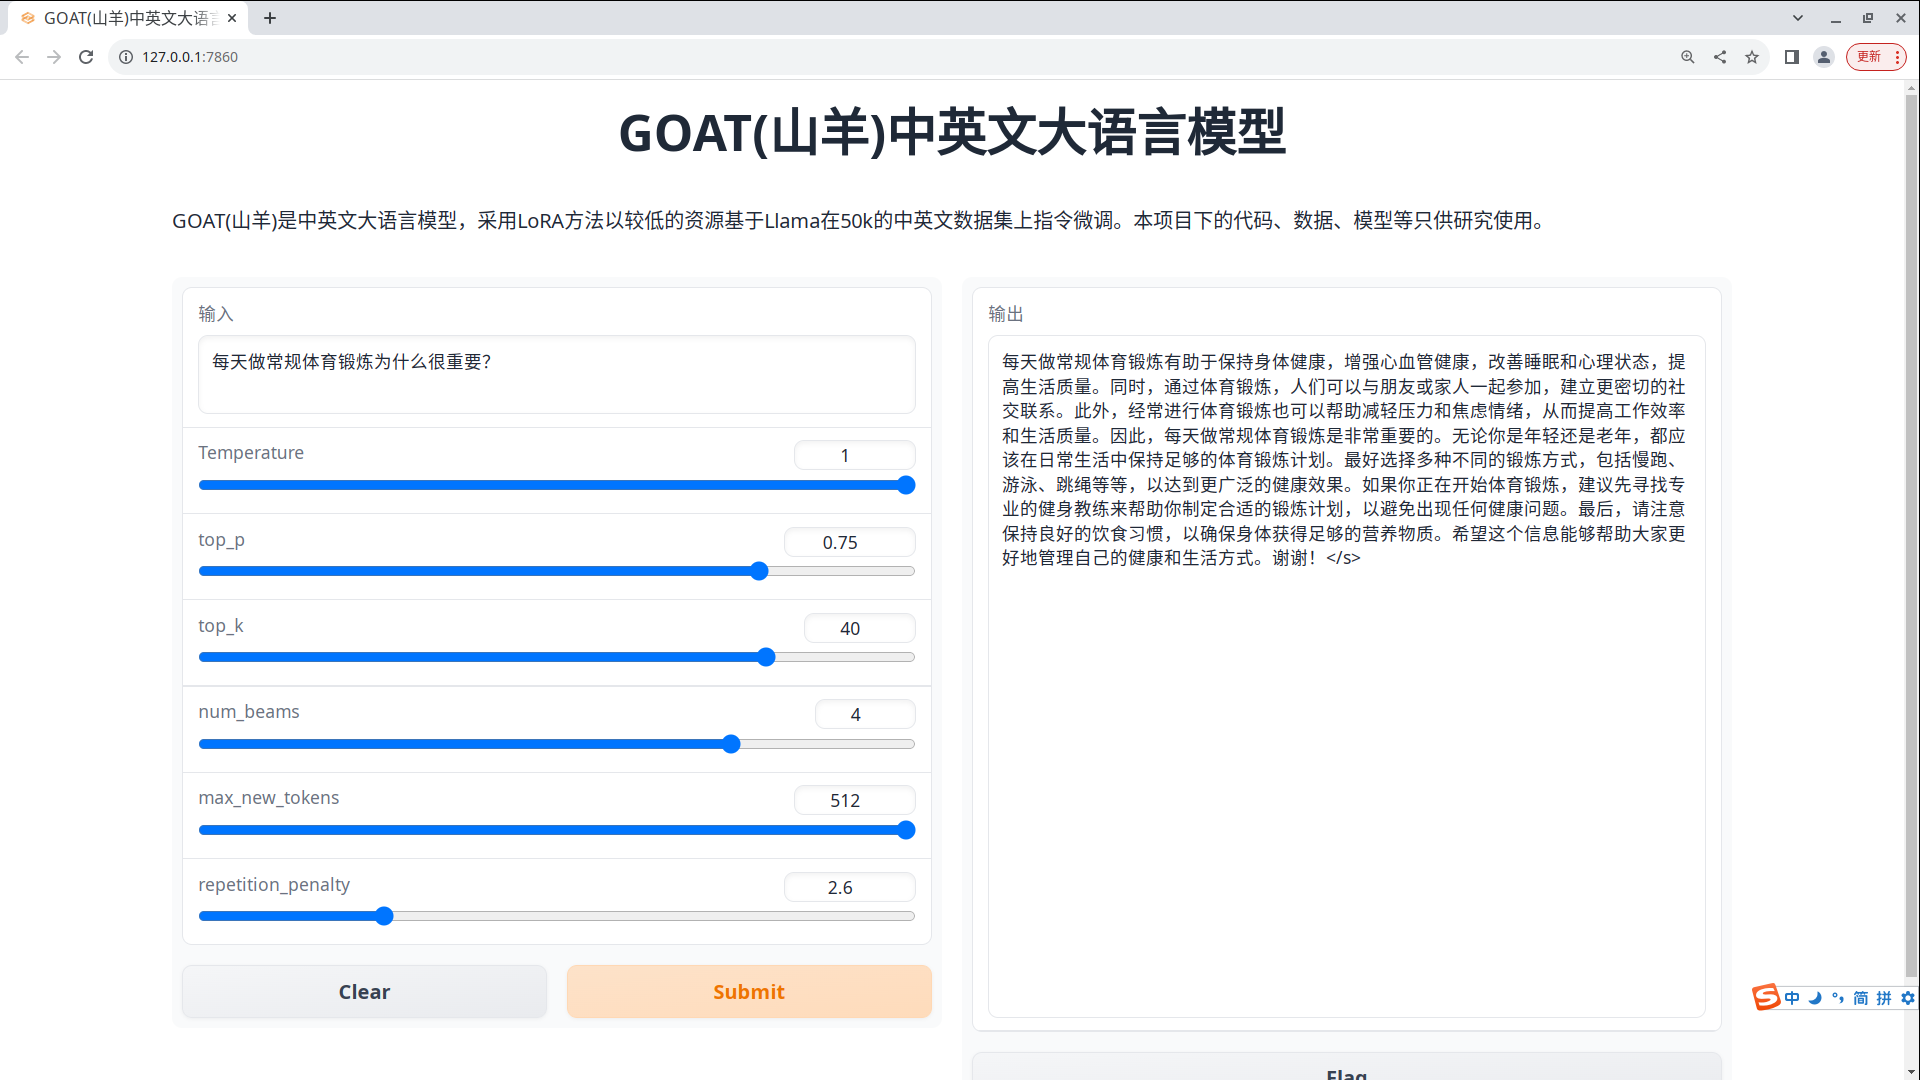 GOAT(山羊)中英文大语言
127.0.0.1:7860
更新
GOAT(山羊)中英文大语言模型
GOAT(山羊)是中英文大语言模型，采用LoRA方法以较低的资源基于Llama在50k的中英文数据集上指令微调。本项目下的代码、数据、模型等只供研究使用。
输入
每天做常规体育锻炼为什么很重要？
Temperature
1
top_p
0.75
top_k
40
num_beams
4
max_new_tokens
512
repetition_penalty
2.6
Clear
Submit
输出
每天做常规体育锻炼有助于保持身体健康，增强心血管健康，改善睡眠和心理状态，提
高生活质量。同时，通过体育锻炼，人们可以与朋友或家人一起参加，建立更密切的社
交联系。此外，经常进行体育锻炼也可以帮助减轻压力和焦虑情绪，从而提高工作效率
和生活质量。因此，每天做常规体育锻炼是非常重要的。无论你是年轻还是老年，都应
该在日常生活中保持足够的体育锻炼计划。最好选择多种不同的锻炼方式，包括慢跑、
游泳、跳绳等等，以达到更广泛的健康效果。如果你正在开始体育锻炼，建议先寻找专
业的健身教练来帮助你制定合适的锻炼计划，以避免出现任何健康问题。最后，请注意
保持良好的饮食习惯，以确保身体获得足够的营养物质。希望这个信息能够帮助大家更
好地管理自己的健康和生活方式。谢谢！</s>
Flag
中 简 拼